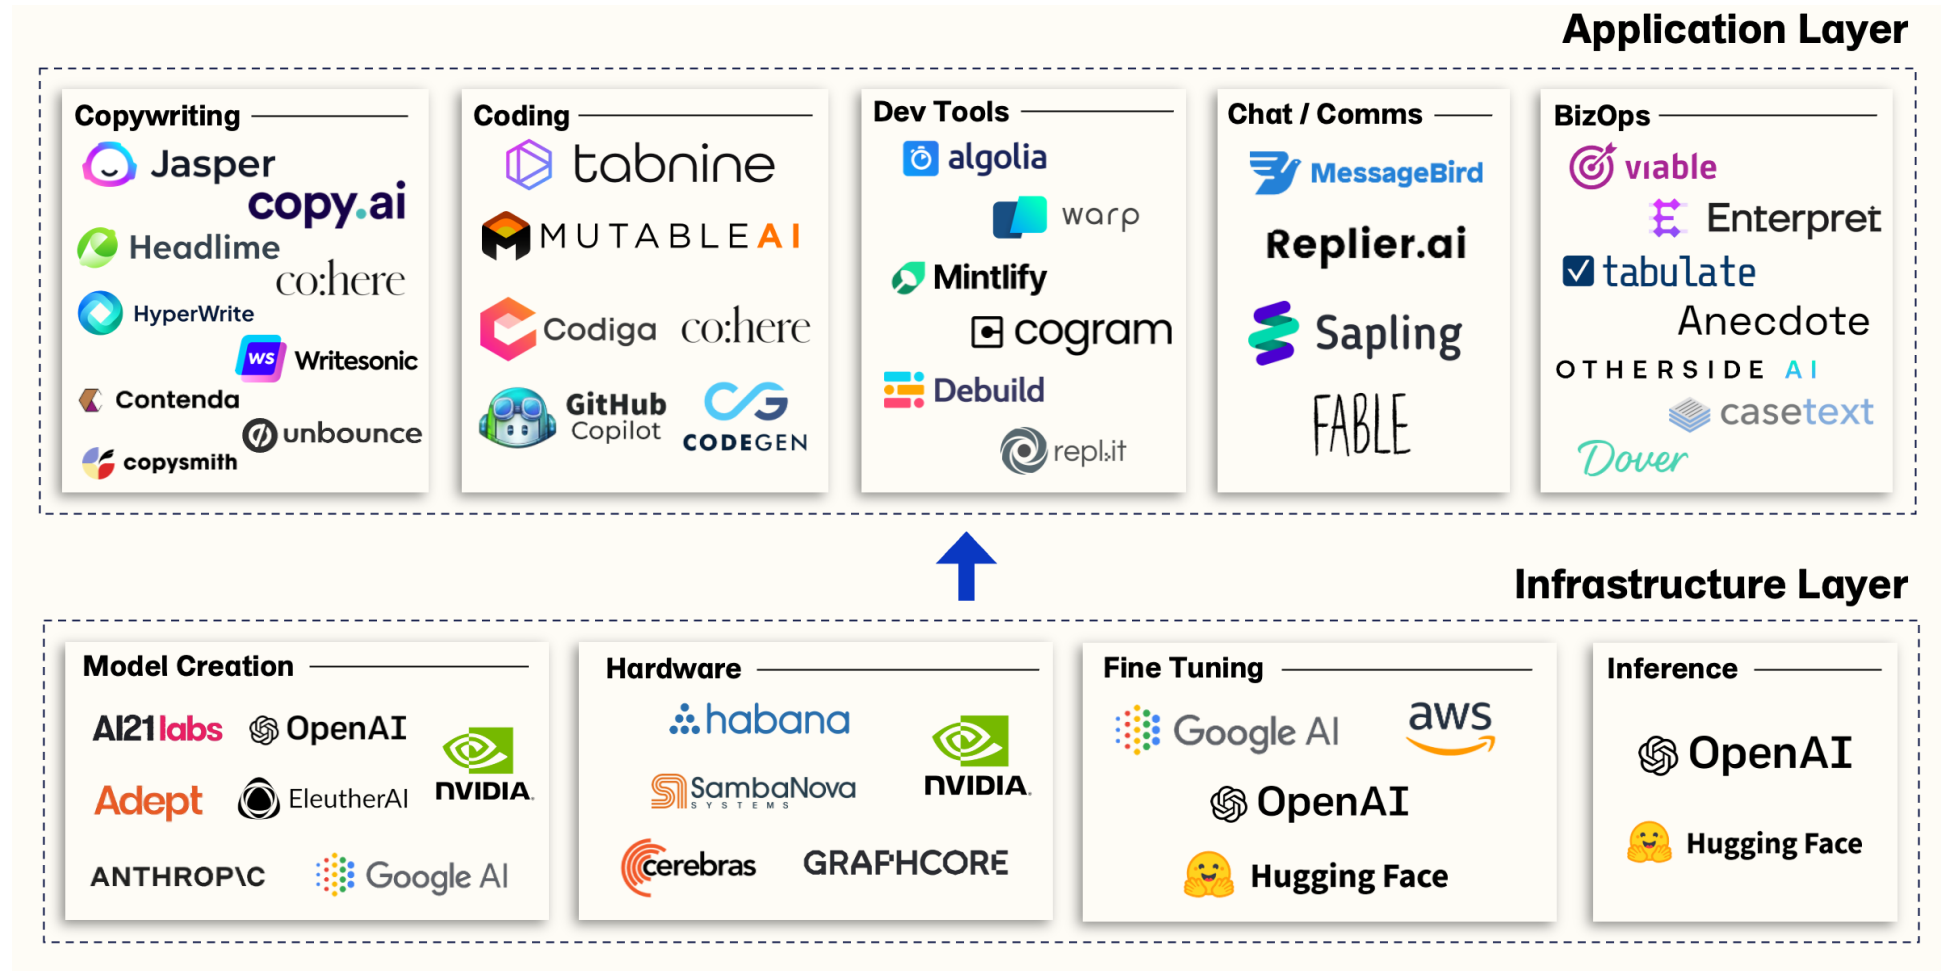 Application Layer
Copywriting
Jasper
copy.ai
Headlime
co:here
HyperWrite
WS Writesonic
Contenda
unbounce
copysmith
Coding
tabnine
MUTABLEAI
Codiga
co:here
GitHub
Copilot
CODEGEN
Dev Tools
algolia
warp
Mintlify
cogram
Debuild
repl.it
Chat / Comms
MessageBird
Replier.ai
Sapling
FABLE
BizOps
viable
Enterpret
tabulate
Anecdote
OTHERSIDE AI
casetext
Dover
Infrastructure Layer
Model Creation
AI21labs
OpenAI
NVIDIA.
Adept
EleutherAI
ANTHROP\C
Google AI
Hardware
habana
NVIDIA.
SambaNova
SYSTEMS
cerebras
GRAPHCORE
Fine Tuning
Google AI
aws
OpenAI
Hugging Face
Inference
OpenAI
Hugging Face